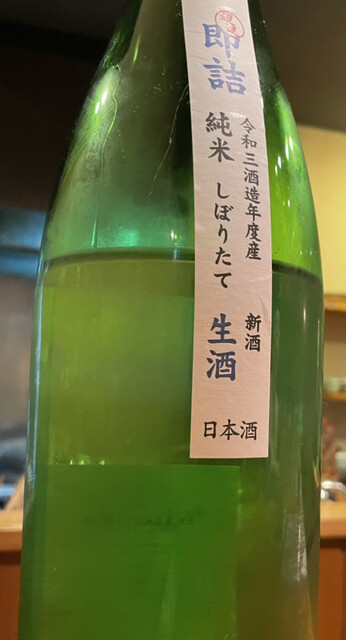 即詰
令和三酒造年度産
純米 しぼりたて
新酒
生酒
日本酒